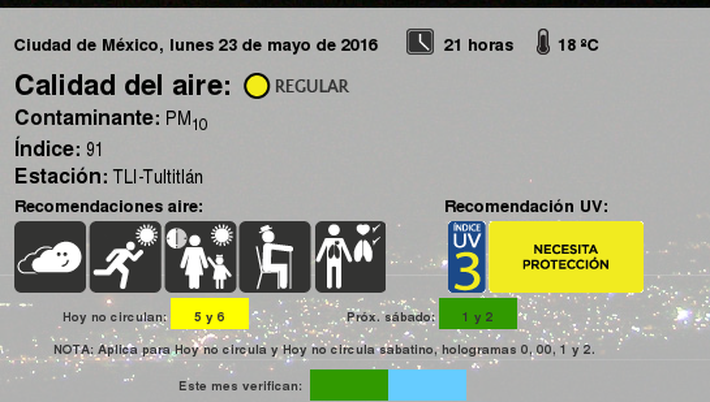 Ciudad de México, lunes 23 de mayo de 2016 21 horas 18 ºC
Calidad del aire: REGULAR
Contaminante: PM10
Índice: 91
Estación: TLI-Tultitlán
Recomendaciones aire: Recomendación UV:
ÍNDICE
UV
3
NECESITA
PROTECCIÓN
Hoy no circulan: 5 y 6 Próx. sábado: 1 y 2
NOTA: Aplica para Hoy no circula y Hoy no circula sabatino, hologramas 0, 00, 1 y 2.
Este mes verifican: